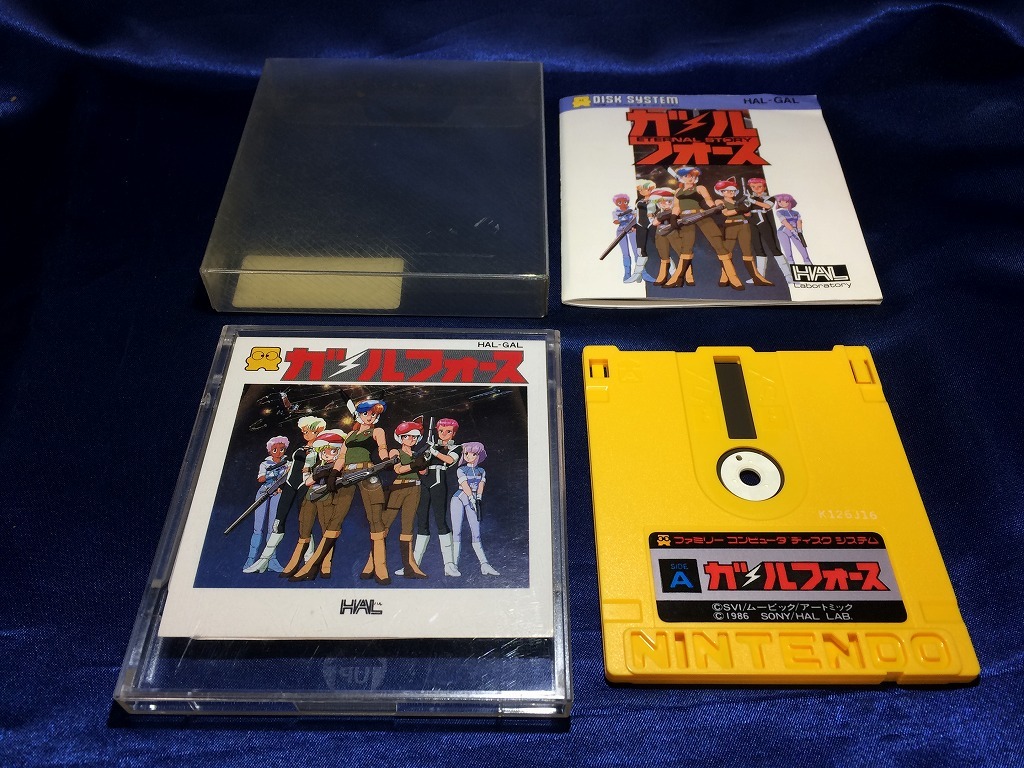 DISK SYSTEM HAL-GAL
ガルフォース
ETERNAL STORY
HAL
Laboratory
HAL-GAL
ガルフォース
HAL
K126J16
ファミリー コンピュータ ディスク システム
SIDE
A
ガルフォース
©SVI/ムービック/アートミック
©1986 SONY/HAL LAB.
NINTENDO